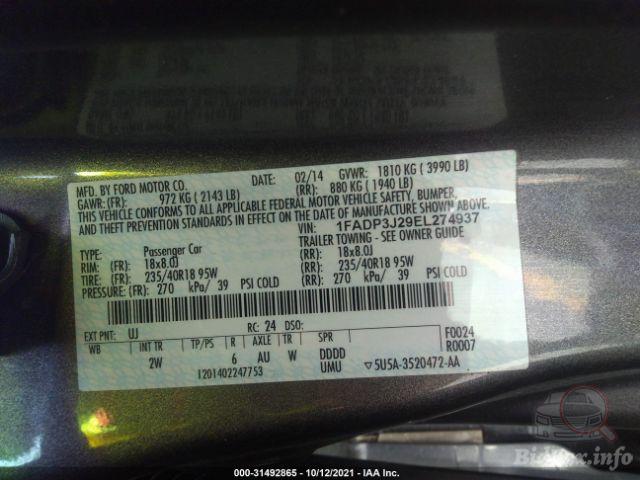 MFD. BY FORD MOTOR CO. DATE: 02/14 GVWR: 1810 KG ( 3990 LB)
GAWR: (FR): 972 KG ( 2143 LB) (RR): 880 KG ( 1940 LB)
THIS VEHICLE CONFORMS TO ALL APPLICABLE FEDERAL MOTOR VEHICLE SAFETY, BUMPER,
AND THEFT PREVENTION STANDARDS IN EFFECT ON THE DATE OF MANUFACTURE SHOWN ABOVE.
VIN: 1FADP3J29EL274937
TYPE: Passenger Car TRAILER TOWING - SEE OWNER MANUAL
RIM: (FR): 18x8.0J (RR): 18x8.0J
TIRE: (FR): 235/40R18 95W (RR): 235/40R18 95W
PRESSURE: (FR): 270 kPa/ 39 PSI COLD (RR): 270 kPa/ 39 PSI COLD
EXT PNT: UJ RC: 24 DSO: F0024
WB INT TR TP/PS R AXLE TR SPR R0007
2W 6 AU W DDDD
UMU 5U5A-3520472-AA
1201402247753
BidFax.info
000-31492865 - 10/12/2021 - IAA Inc.